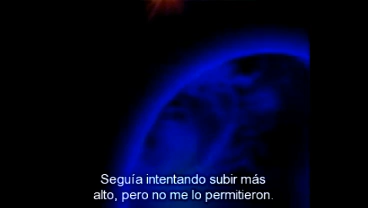 Seguía intentando subir más
alto, pero no me lo permitieron.